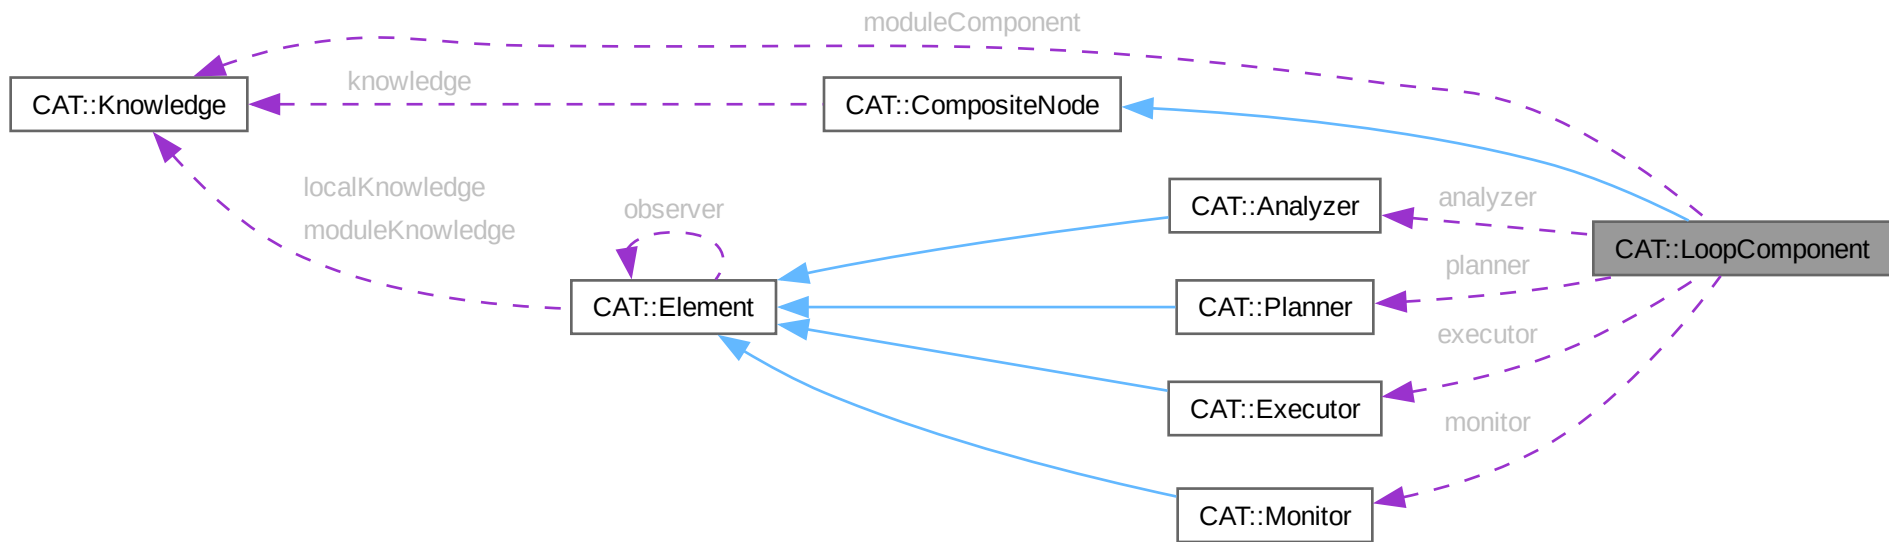 moduleComponent
CAT::Knowledge
knowledge
CAT::CompositeNode
localKnowledge
moduleKnowledge
observer
CAT::Analyzer
analyzer
CAT::LoopComponent
planner
CAT::Element
CAT::Planner
executor
CAT::Executor
monitor
CAT::Monitor